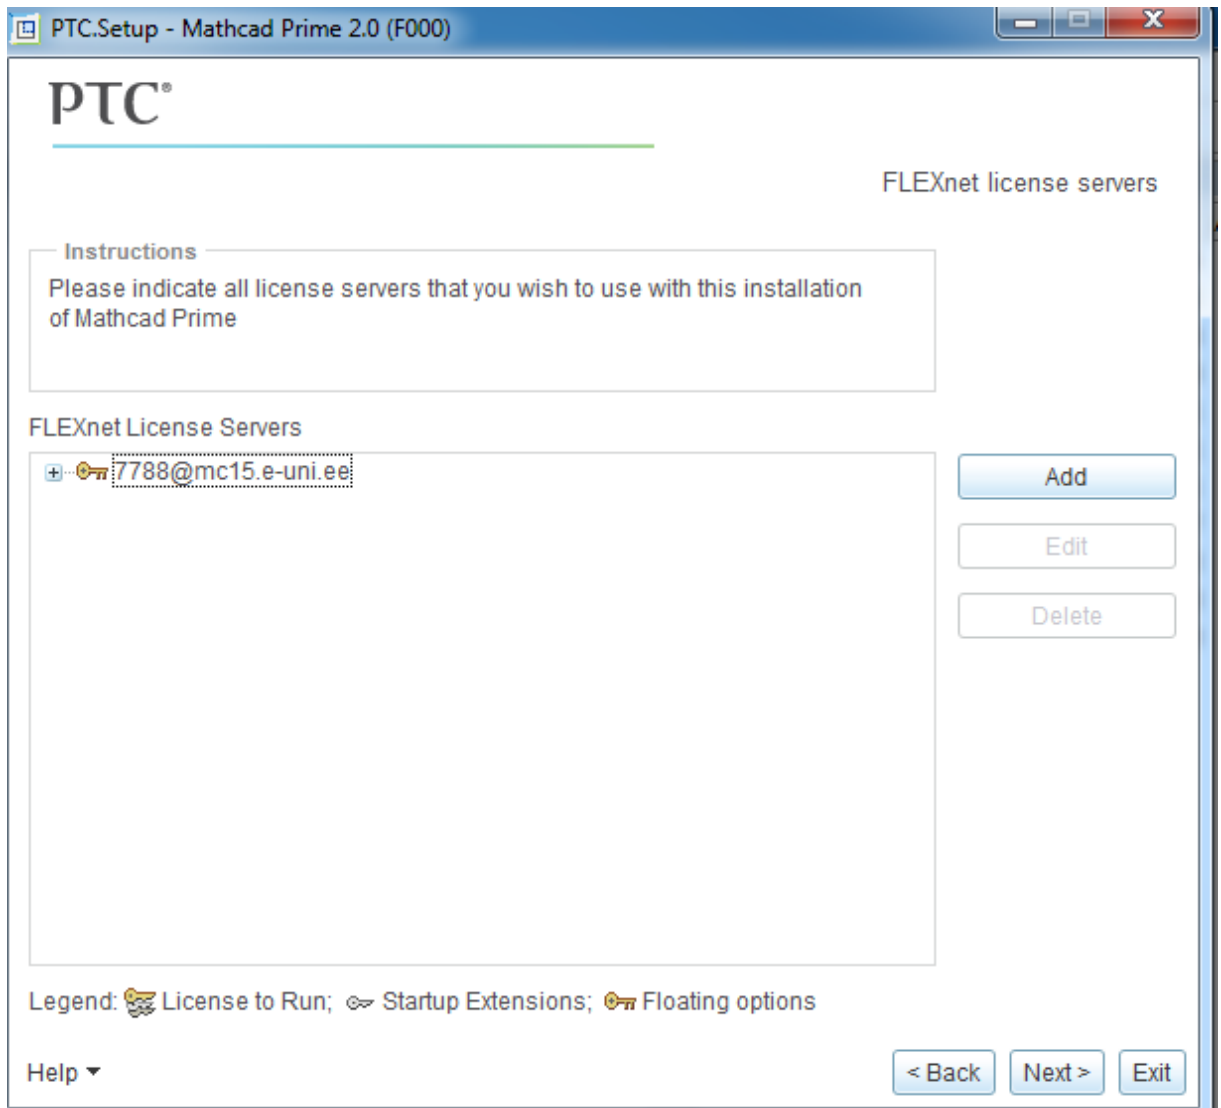 PTC.Setup - Mathcad Prime 2.0 (F000)
PTC®
FLEXnet license servers
Instructions
Please indicate all license servers that you wish to use with this installation
of Mathcad Prime
FLEXnet License Servers
7788@mc15.e-uni.ee
Add
Edit
Delete
Legend: License to Run; Startup Extensions; Floating options
Help
< Back Next > Exit